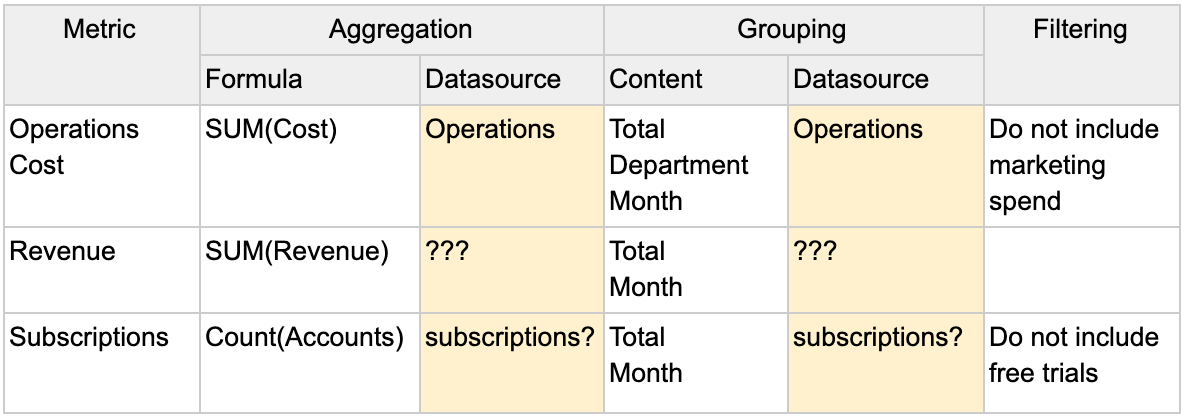 Metric Aggregation Grouping Filtering
Formula Datasource Content Datasource
Operations SUM(Cost) Operations Total Operations Do not include
Cost Department marketing
Month spend
Revenue SUM(Revenue) ??? Total ???
Month
Subscriptions Count(Accounts) subscriptions? Total subscriptions? Do not include
Month free trials